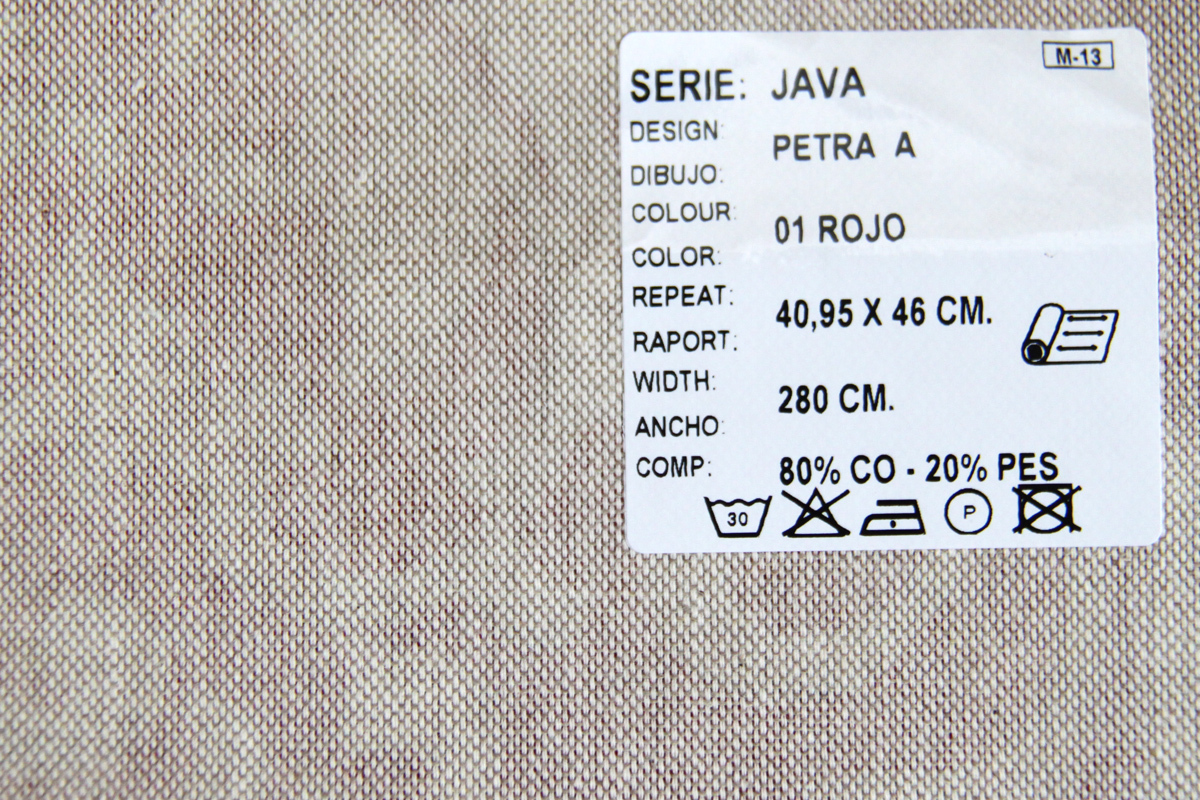 M-13
SERIE: JAVA
DESIGN:
PETRA A
DIBUJO:
COLOUR:
01 ROJO
COLOR:
REPEAT:
40,95 X 46 CM.
RAPORT:
WIDTH:
280 CM.
ANCHO:
COMP: 80% CO - 20% PES
30
P